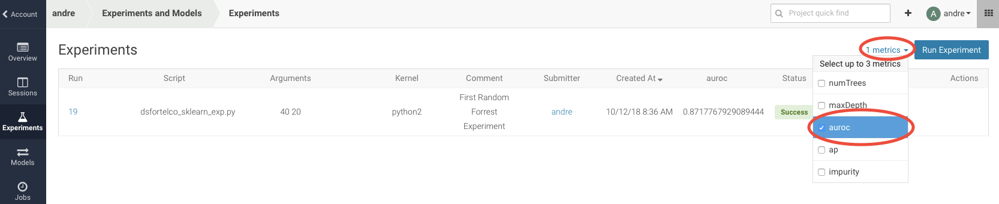 Account
andre
Experiments and Models
Experiments
Project quick find
A
andre
Overview
Sessions
Experiments
Models
Jobs
Experiments
1 metrics
Run Experiment
Select up to 3 metrics
numTrees
maxDepth
auroc
ap
impurity
Run Script Arguments Kernel Comment Submitter Created At auroc Status Actions
19 dsfortelco_sklearn_exp.py 40 20 python2 First Random
Forrest
Experiment andre 10/12/18 8:36 AM 0.8717767929089444 Success